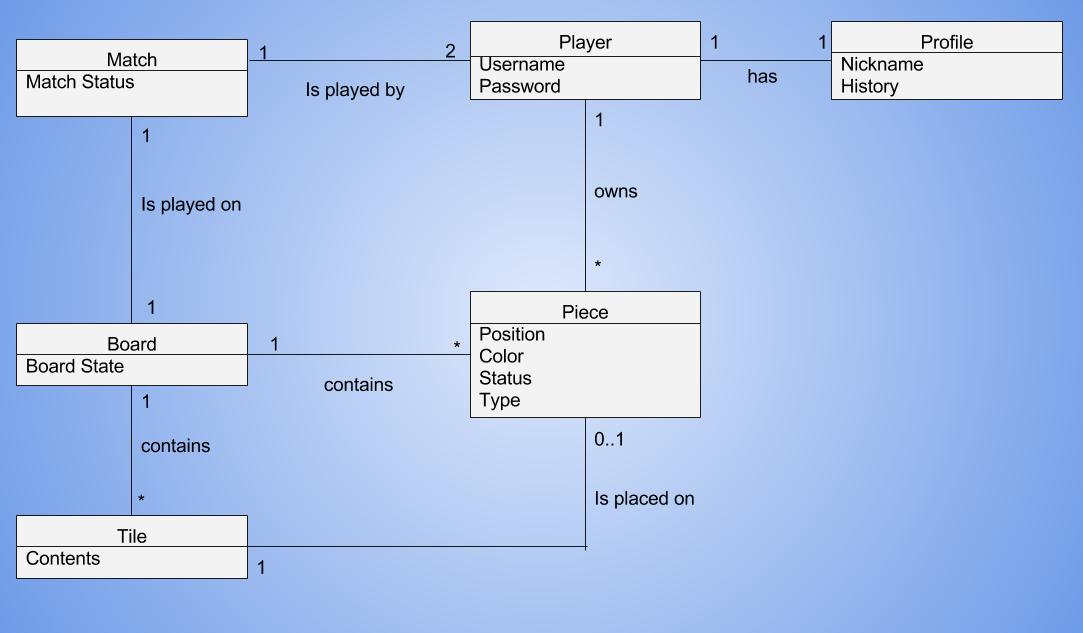 Match
Match Status
1
2
Is played by
Player
Username
Password
1
1
has
Profile
Nickname
History
1
Is played on
1
1
owns
*
Board
Board State
1
*
contains
Piece
Position
Color
Status
Type
1
contains
*
0..1
Is placed on
Tile
Contents
1